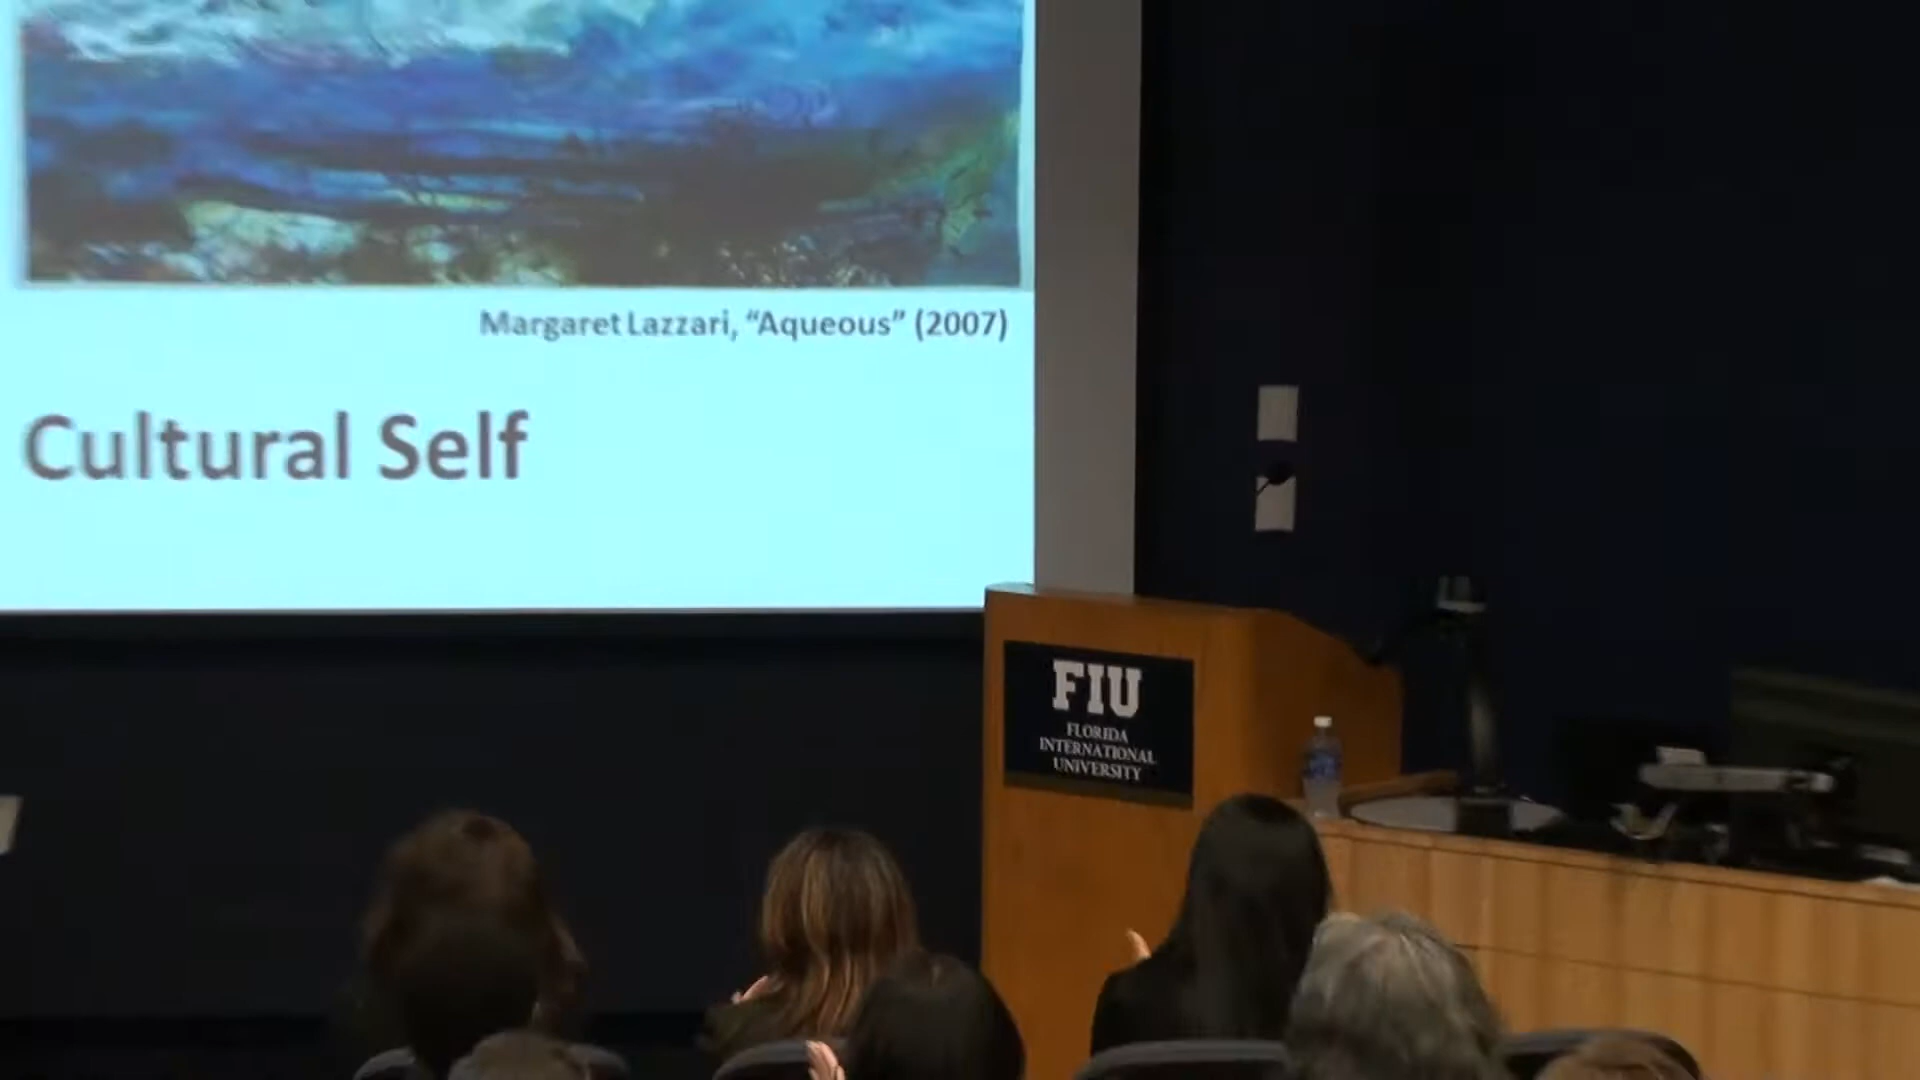 Margaret Lazzari, “Aqueous” (2007)
Cultural Self
FIU
FLORIDA
INTERNATIONAL
UNIVERSITY